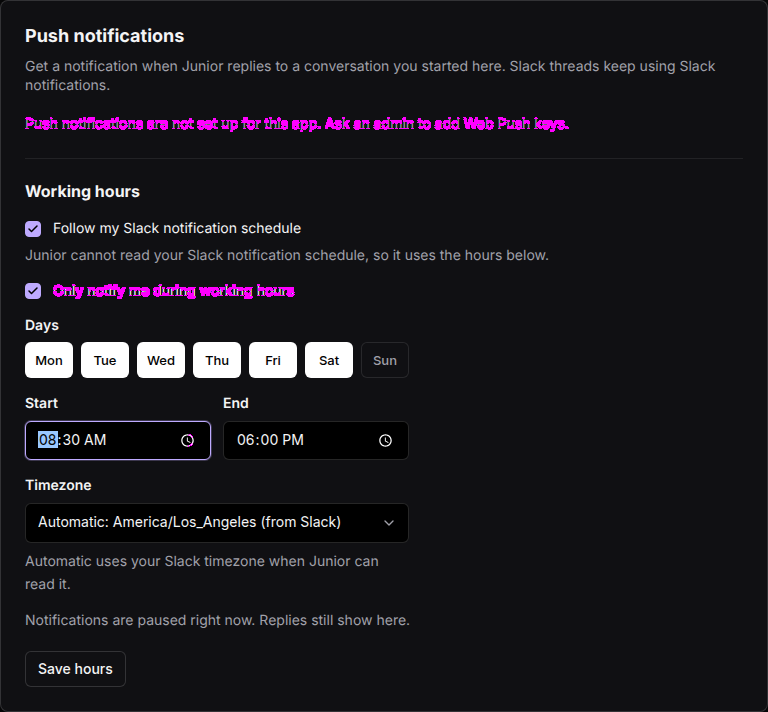 Push notifications
Get a notification when Junior replies to a conversation you started here. Slack threads keep using Slack
notifications.
Push notifications are not set up for this app. Ask an admin to add Web Push keys.
Working hours
Follow my Slack notification schedule
Junior cannot read your Slack notification schedule, so it uses the hours below.
Only notify me during working hours
Days
Mon Tue Wed Thu Fri Sat Sun
Start End
08:30 AM 06:00 PM
Timezone
Automatic: America/Los_Angeles (from Slack)
Automatic uses your Slack timezone when Junior can
read it.
Notifications are paused right now. Replies still show here.
Save hours